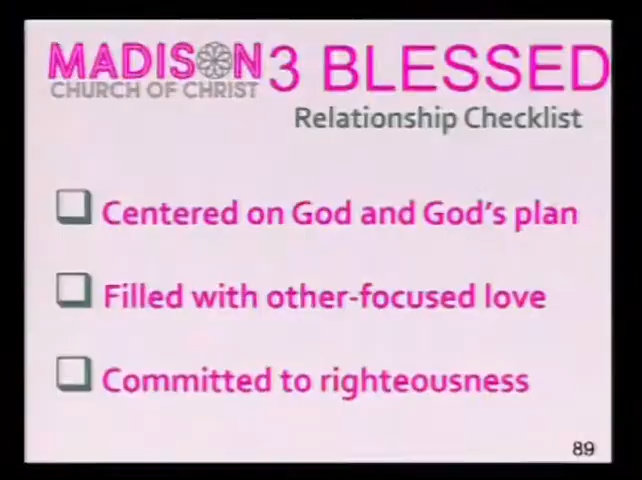 MADISON 3 BLESSED
CHURCH OF CHRIST
Relationship Checklist
Centered on God and God's plan
Filled with other-focused love
Committed to righteousness
89